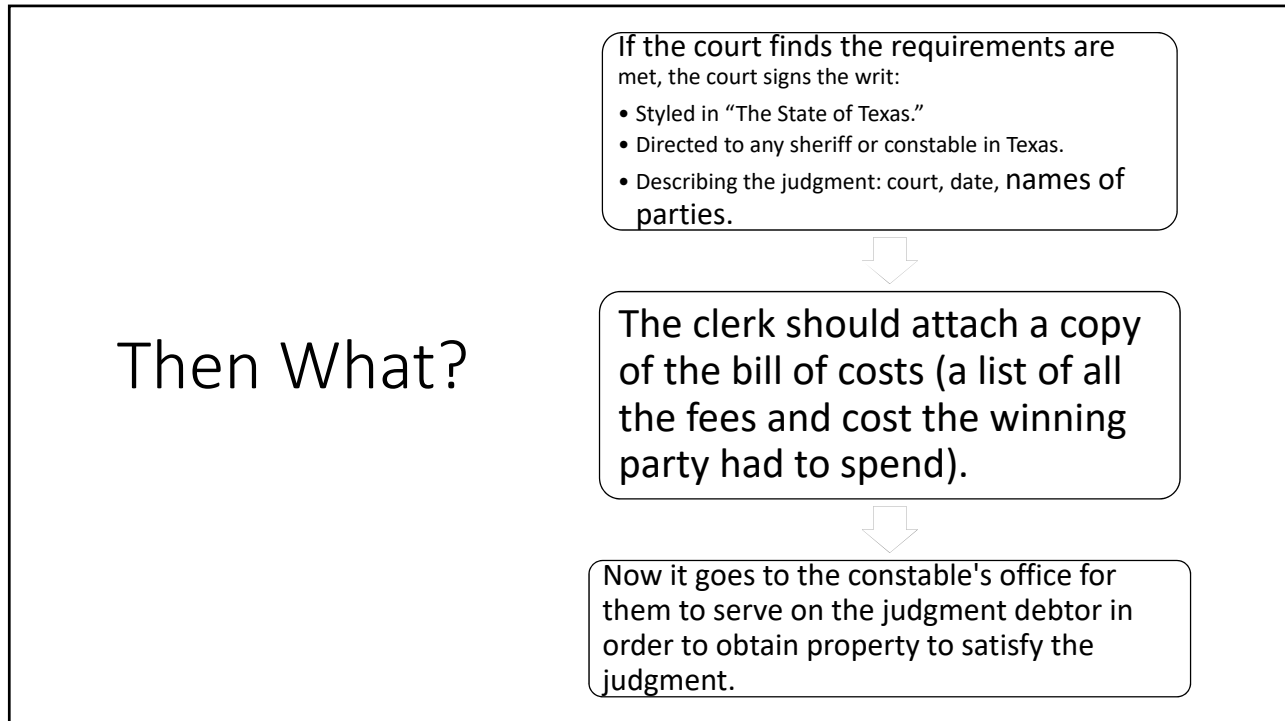 Then What?
If the court finds the requirements are
met, the court signs the writ:
• Styled in “The State of Texas.”
• Directed to any sheriff or constable in Texas.
• Describing the judgment: court, date, names of
parties.
The clerk should attach a copy
of the bill of costs (a list of all
the fees and cost the winning
party had to spend).
Now it goes to the constable's office for
them to serve on the judgment debtor in
order to obtain property to satisfy the
judgment.